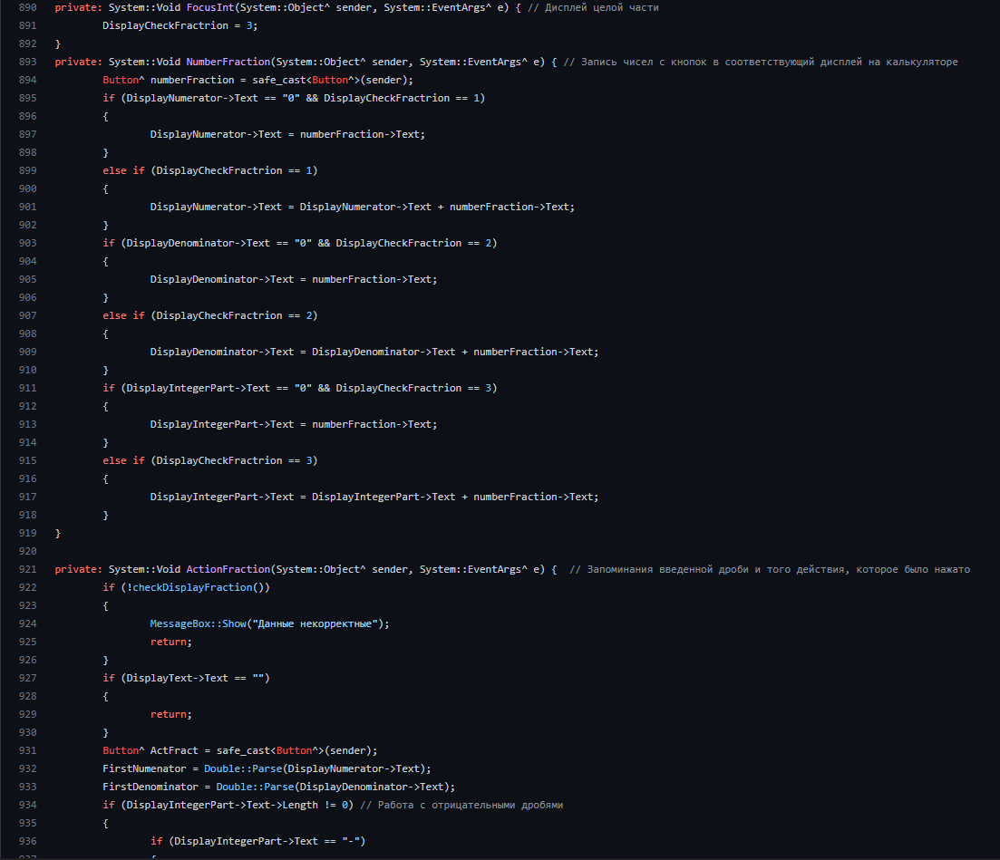 890 private: System::Void FocusInt(System::Object^ sender, System::EventArgs^ e) { // Дисплей целой части
891 DisplayCheckFractrion = 3;
892 }
893 private: System::Void NumberFraction(System::Object^ sender, System::EventArgs^ e) { // Запись чисел с кнопок в соответствующий дисплей на калькуляторе
894 Button^ numberFraction = safe_cast<Button^>(sender);
895 if (DisplayNumerator->Text == "0" && DisplayCheckFractrion == 1)
896 {
897 DisplayNumerator->Text = numberFraction->Text;
898 }
899 else if (DisplayCheckFractrion == 1)
900 {
901 DisplayNumerator->Text = DisplayNumerator->Text + numberFraction->Text;
902 }
903 if (DisplayDenominator->Text == "0" && DisplayCheckFractrion == 2)
904 {
905 DisplayDenominator->Text = numberFraction->Text;
906 }
907 else if (DisplayCheckFractrion == 2)
908 {
909 DisplayDenominator->Text = DisplayDenominator->Text + numberFraction->Text;
910 }
911 if (DisplayIntegerPart->Text == "0" && DisplayCheckFractrion == 3)
912 {
913 DisplayIntegerPart->Text = numberFraction->Text;
914 }
915 else if (DisplayCheckFractrion == 3)
916 {
917 DisplayIntegerPart->Text = DisplayIntegerPart->Text + numberFraction->Text;
918 }
919 }
920
921 private: System::Void ActionFraction(System::Object^ sender, System::EventArgs^ e) { // Запоминания введенной дроби и того действия, которое было нажато
922 if (!checkDisplayFraction())
923 {
924 MessageBox::Show("Данные некорректные");
925 return;
926 }
927 if (DisplayText->Text == "")
928 {
929 return;
930 }
931 Button^ ActFract = safe_cast<Button^>(sender);
932 FirstNumenator = Double::Parse(DisplayNumerator->Text);
933 FirstDenominator = Double::Parse(DisplayDenominator->Text);
934 if (DisplayIntegerPart->Text->Length != 0) // Работа с отрицательными дробями
935 {
936 if (DisplayIntegerPart->Text == "-")